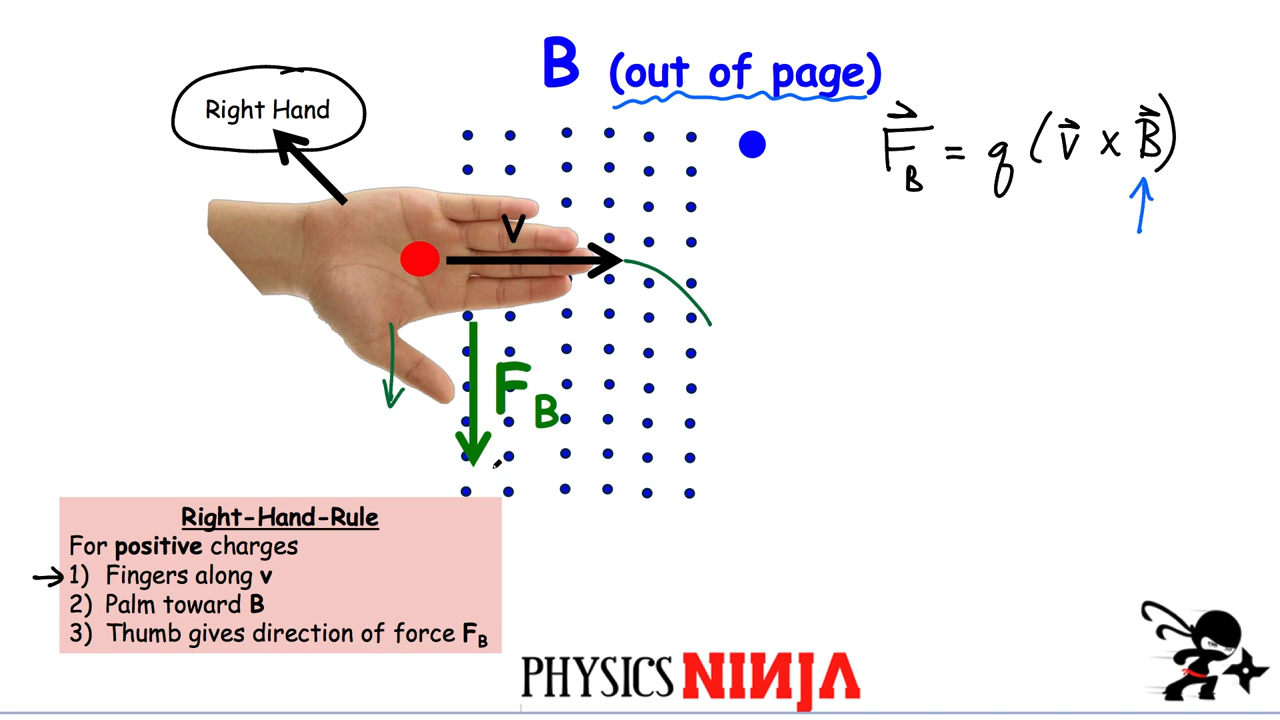 B (out of page)
Right Hand
F⃗_B = q (v⃗ x B⃗)
v
F_B
Right-Hand-Rule
For positive charges
1) Fingers along v
2) Palm toward B
3) Thumb gives direction of force F_B
PHYSICS NINJA